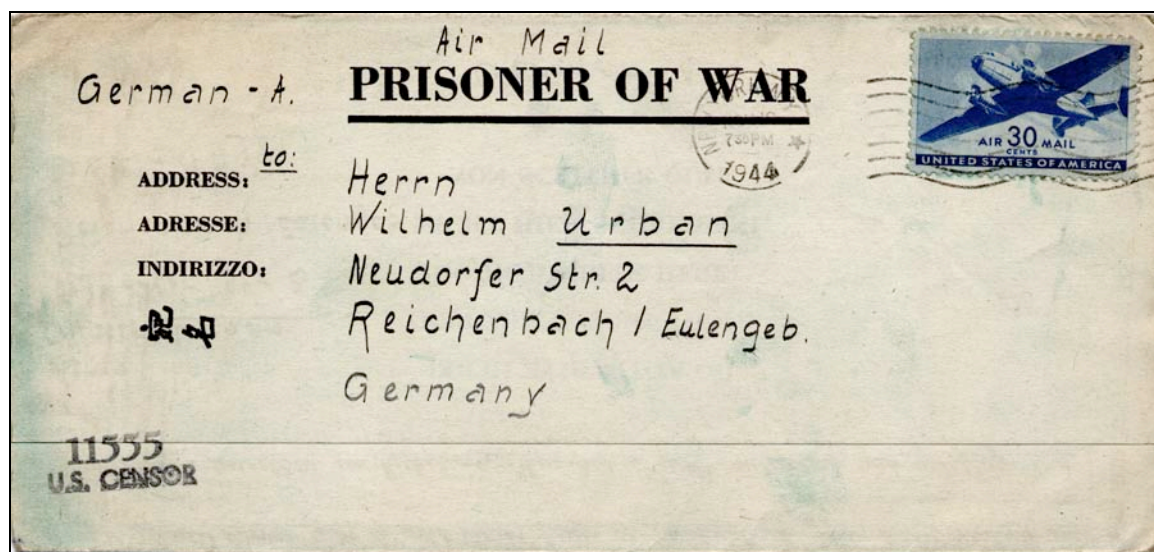 Air Mail
German - A.
PRISONER OF WAR
7 30 PM
1944
AIR 30 MAIL
CENTS
UNITED STATES OF AMERICA
to:
ADDRESS: Herrn
ADRESSE: Wilhelm Urban
INDIRIZZO: Neudorfer Str. 2
Reichenbach / Eulengeb.
Germany
11555
U.S. CENSOR